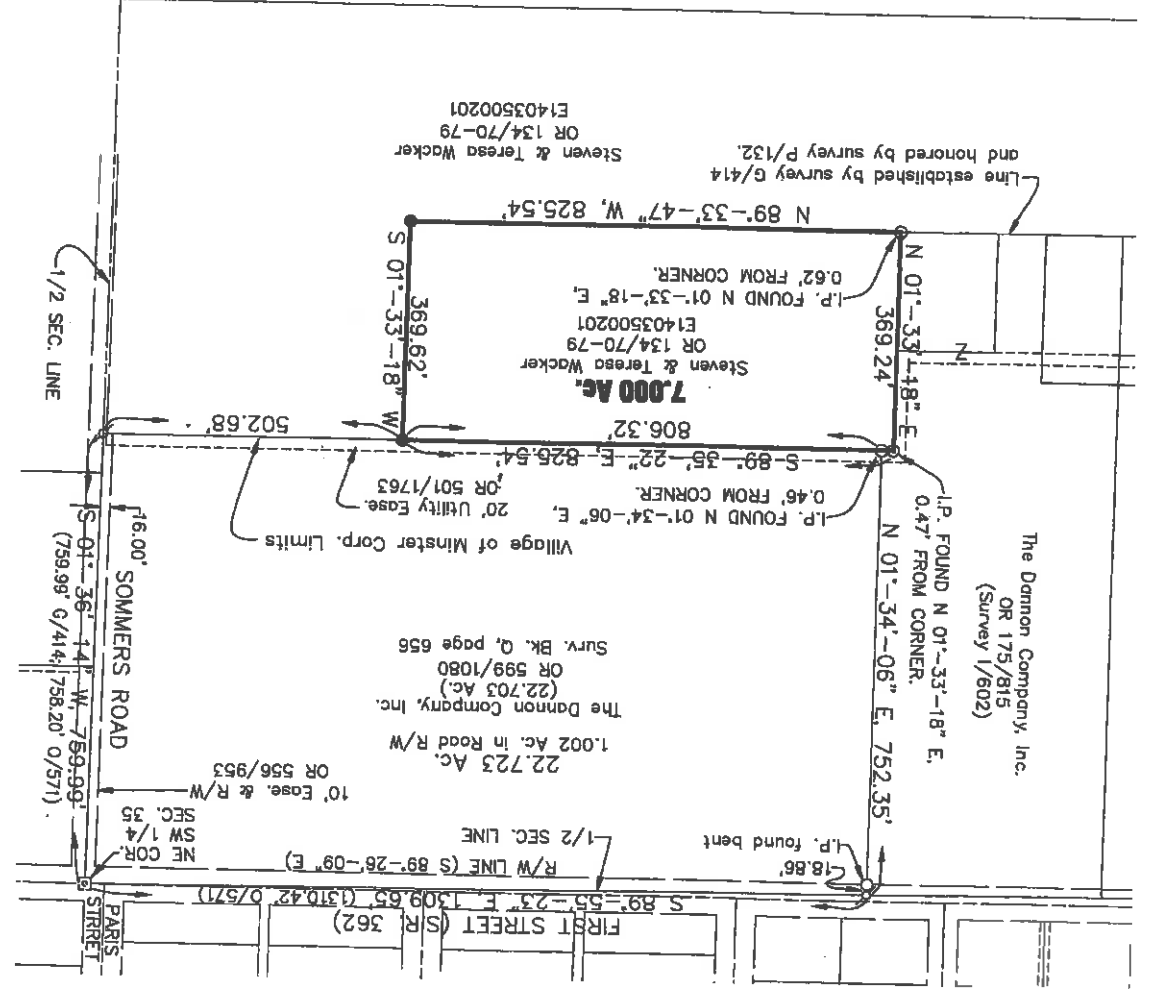 FIRST STREET (SR 362)
S 89°-55'-23" E, 1309.65' (1310.42' O/571)
R/W LINE (S 89°-26'-09" E)
1/2 SEC. LINE
18.86'
I.P. found bent
PARIS
STRRET
NE COR.
SW 1/4
SEC. 35
10' Ease. & R/W
OR 556/953
22.723 Ac.
1.002 Ac. in Road R/W
The Dannon Company, Inc.
(22.703 Ac.)
OR 599/1080
Surv. Bk. Q, page 656
SOMMERS ROAD
16.00'
S 01°-36'-14" W, 759.99'
(759.99' G/414; 758.20' O/571)
N 01°-34'-06" E, 752.35'
The Dannon Company, Inc.
OR 175/815
(Survey I/602)
I.P. FOUND N 01°-33'-18" E,
0.47' FROM CORNER.
Village of Minster Corp. Limits
20' Utility Ease.
OR 501/1763
I.P. FOUND N 01°-34'-06" E,
0.46' FROM CORNER.
S 89°-35'-22" E, 825.54'
806.32'
502.68'
7.000 Ac.
Steven & Teresa Wacker
OR 134/70-79
E1403500201
I.P. FOUND N 01°-33'-18" E,
0.62' FROM CORNER.
N 01°-33'-18" E
369.24'
S 01°-33'-18" W
369.62'
Z
1/2 SEC. LINE
N 89°-33'-47" W, 825.54'
Line established by survey G/414
and honored by survey P/132.
Steven & Teresa Wacker
OR 134/70-79
E1403500201